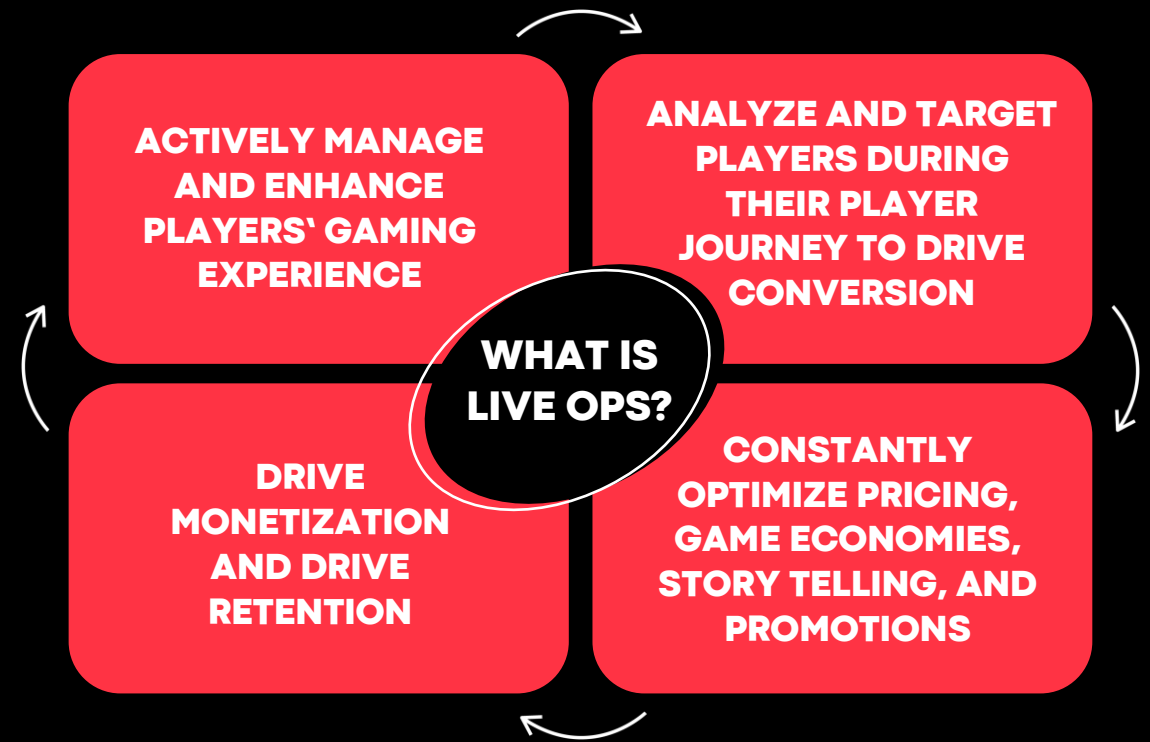 ACTIVELY MANAGE
AND ENHANCE
PLAYERS‛ GAMING
EXPERIENCE
ANALYZE AND TARGET
PLAYERS DURING
THEIR PLAYER
JOURNEY TO DRIVE
CONVERSION
WHAT IS
LIVE OPS?
DRIVE
MONETIZATION
AND DRIVE
RETENTION
CONSTANTLY
OPTIMIZE PRICING,
GAME ECONOMIES,
STORY TELLING, AND
PROMOTIONS